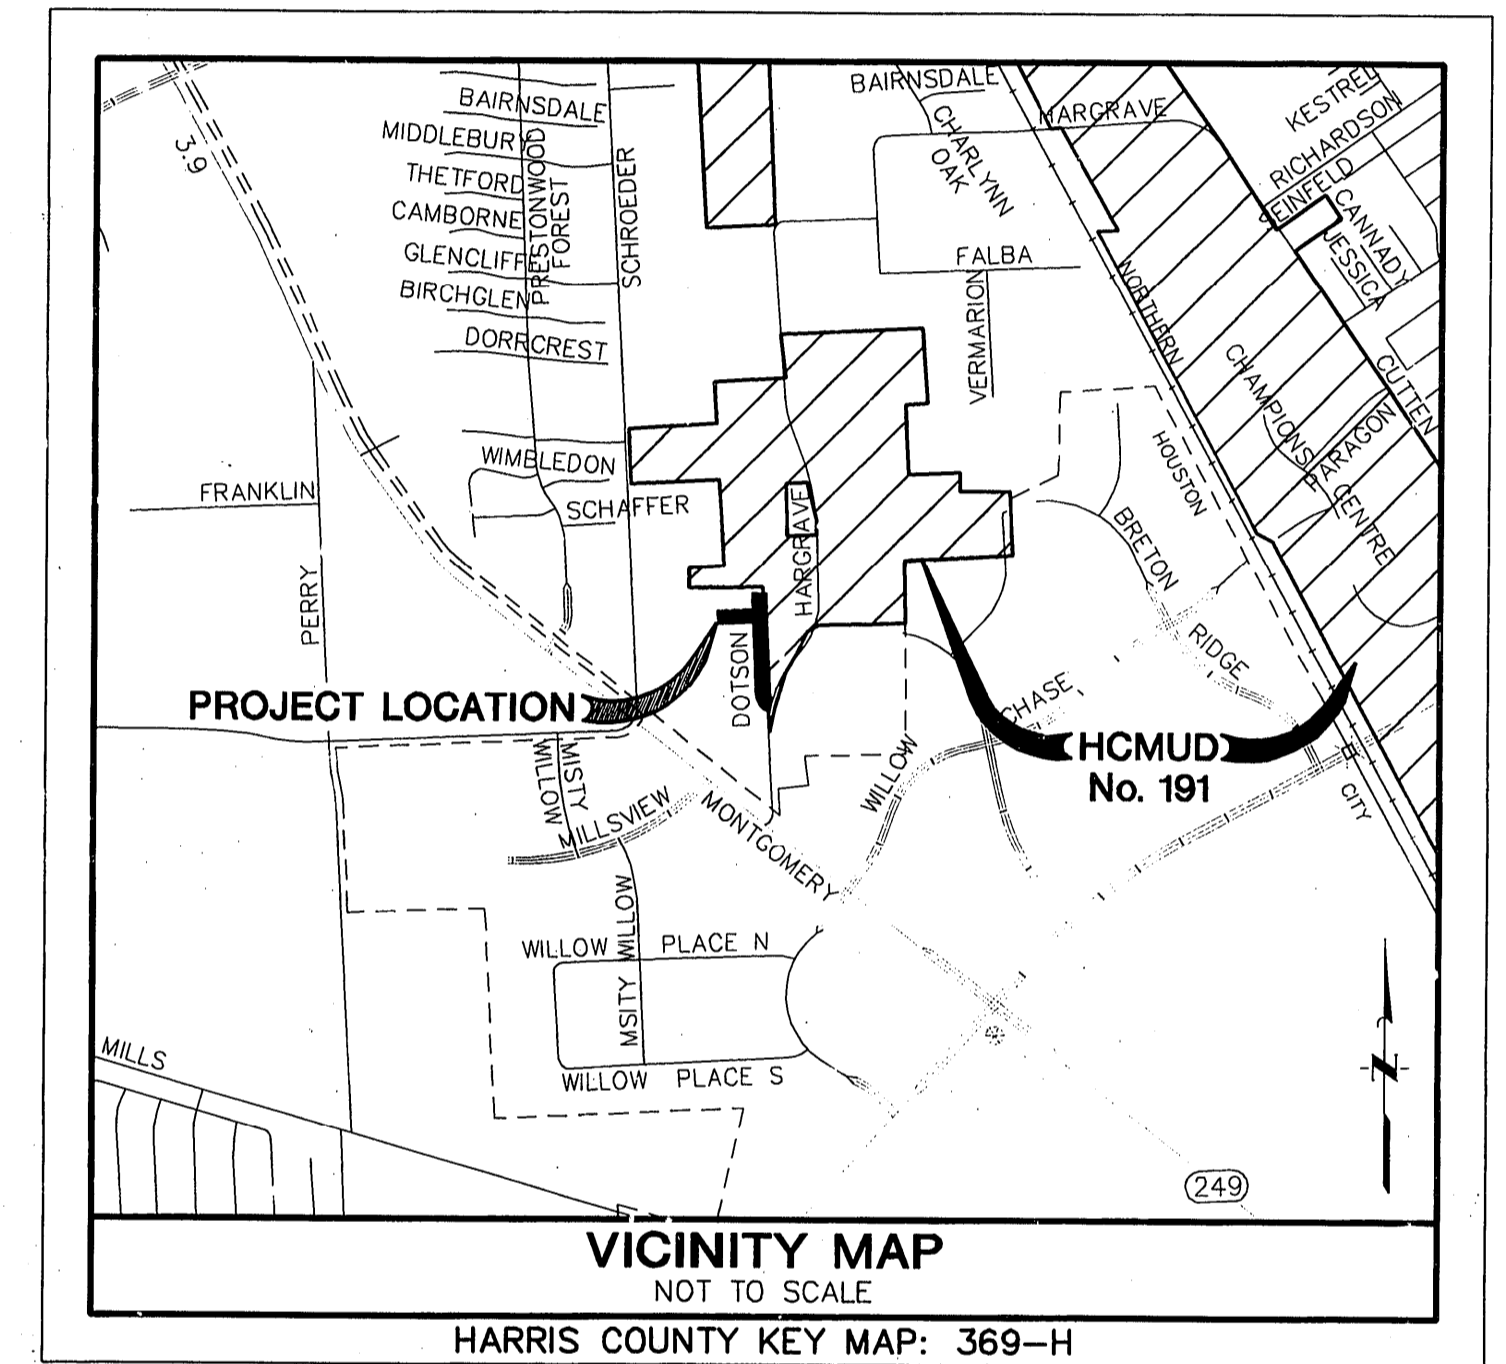 BAIRNSDALE
MIDDLEBURY
THETFORD
CAMBORNE
GLENCLIFF
BIRCHGLEN
DORRCREST
PRESTONWOOD
FOREST
SCHROEDER
3.9
BAIRNSDALE
CHARLYNN
OAK
HARGRAVE
FALBA
VERMARION
KESTREL
RICHARDSON
EINFELD
CANNADY
JESSICA
NORTHERN
CHAMPIONS
CUTTEN
PARAGON
CENTRE
HOUSTON
WIMBLEDON
SCHAFFER
FRANKLIN
PERRY
HARGRAVE
BRETON
RIDGE
DOTSON
PROJECT LOCATION
CHASE
WILLOW
HCMUD
No. 191
CITY
MISTY
WILLOW
MILLSVIEW
MONTGOMERY
MSITY WILLOW
WILLOW PLACE N
WILLOW PLACE S
MILLS
249
Z
VICINITY MAP
NOT TO SCALE
HARRIS COUNTY KEY MAP: 369-H